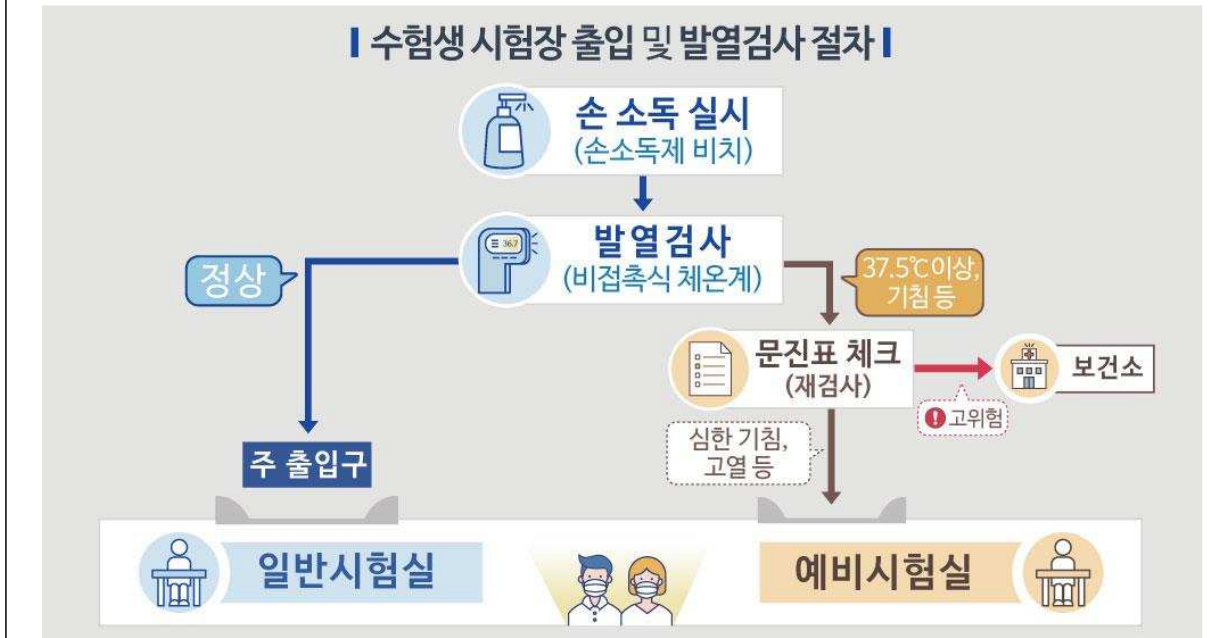 수험생 시험장 출입 및 발열검사 절차
손 소독 실시
(손소독제 비치)
발열검사
(비접촉식 체온계)
36.7
정상
37.5℃ 이상,
기침 등
문진표 체크
(재검사)
보건소
고위험
심한 기침,
고열 등
주 출입구
일반시험실
예비시험실